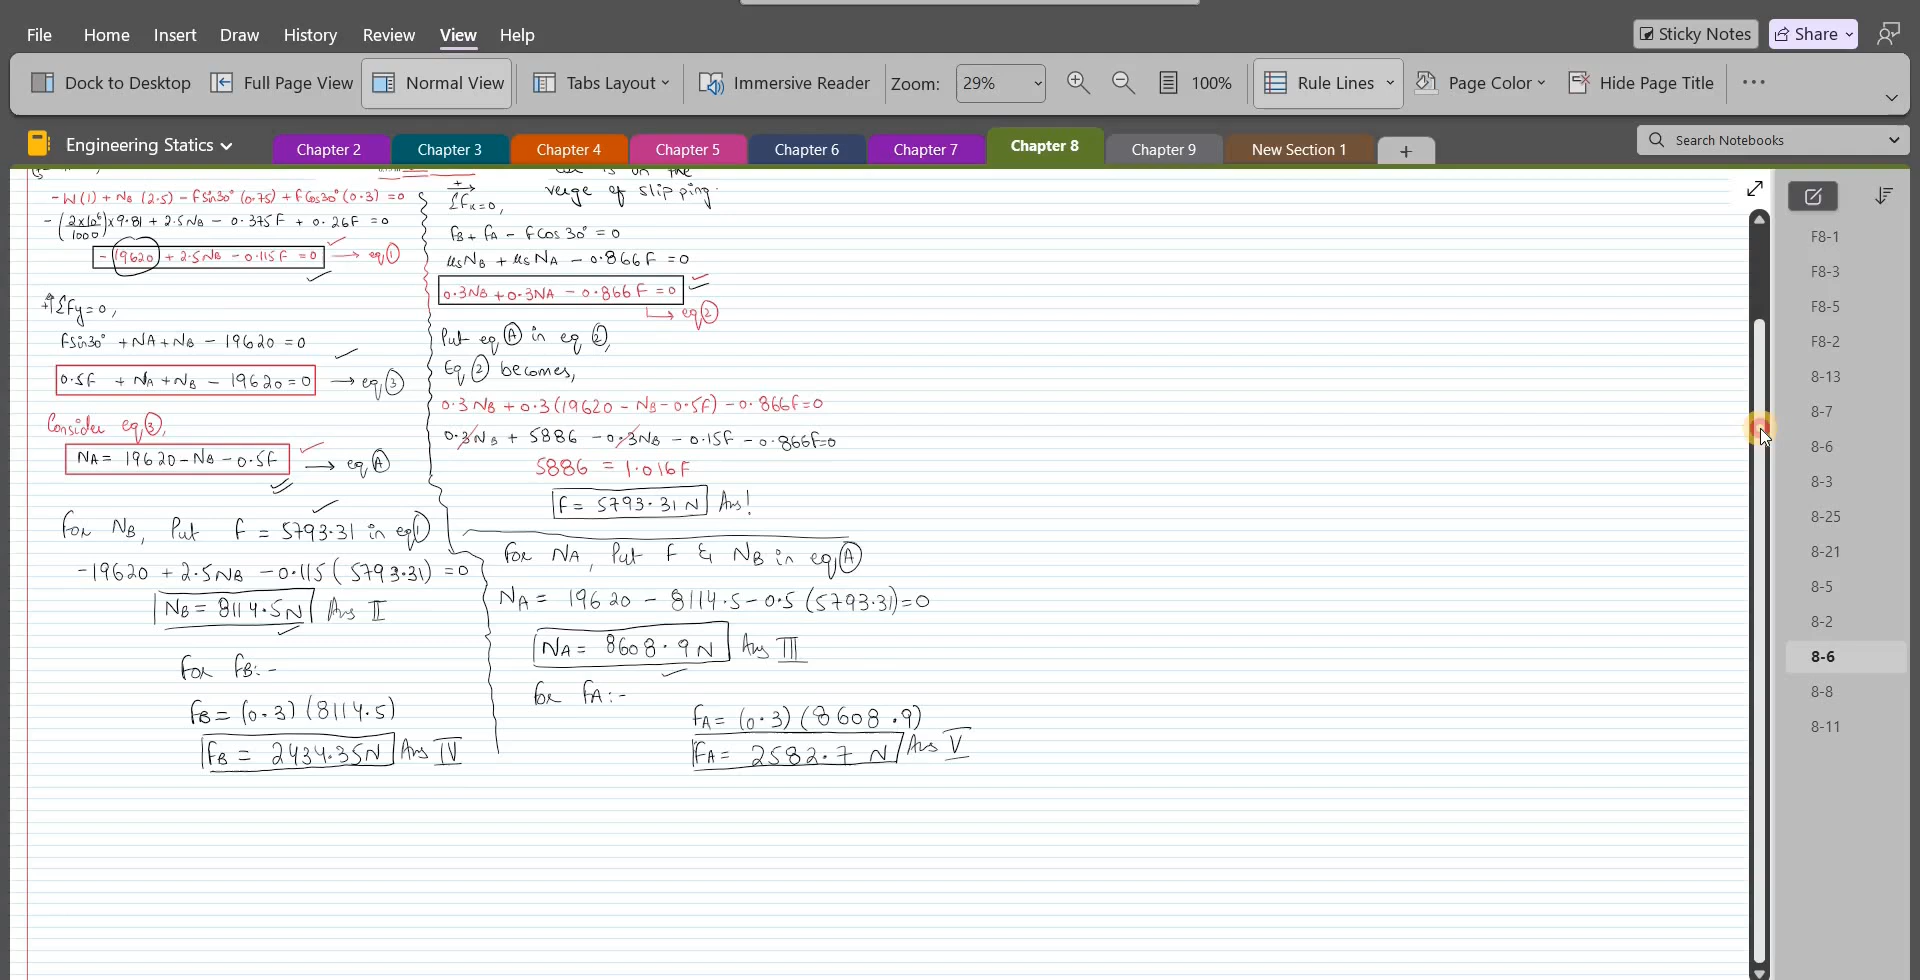 File Home Insert Draw History Review View Help
Sticky Notes Share
Dock to Desktop Full Page View Normal View Tabs Layout Immersive Reader Zoom: 29% 100% Rule Lines Page Color Hide Page Title
Engineering Statics
Chapter 2 Chapter 3 Chapter 4 Chapter 5 Chapter 6 Chapter 7 Chapter 8 Chapter 9 New Section 1 +
Search Notebooks
-W(1) + NB (2.5) - FSin30° (0.75) + FCos30° (0.3) = 0
-(2×10⁶/1000)×9.81 + 2.5NB - 0.375F + 0.26F = 0
-19620 + 2.5NB - 0.115F = 0 → eq①
+↑ΣFy=0,
FSin30° + NA + NB - 19620 = 0
0.5F + NA + NB - 19620 = 0 → eq③
Consider eq③,
NA = 19620 - NB - 0.5F → eqⒶ
For NB, Put F = 5793.31 in eq①
-19620 + 2.5NB - 0.115(5793.31) = 0
NB = 8114.5N Ans II
For FB:-
FB = (0.3)(8114.5)
FB = 2434.35N Ans IV
verge of slipping.
ΣFx=0,
FB + FA - FCos30° = 0
μsNB + μsNA - 0.866F = 0
0.3NB + 0.3NA - 0.866F = 0
→ eq②
Put eqⒶ in eq②,
Eq② becomes,
0.3NB + 0.3(19620 - NB - 0.5F) - 0.866F = 0
0.3NB + 5886 - 0.3NB - 0.15F - 0.866F=0
5886 = 1.016F
F = 5793.31 N Ans!
For NA, Put F & NB in eqⒶ
NA = 19620 - 8114.5 - 0.5(5793.31) = 0
NA = 8608.9 N Ans III
for FA:-
FA = (0.3)(8608.9)
FA = 2582.7 N Ans V
F8-1
F8-3
F8-5
F8-2
8-13
8-7
8-6
8-3
8-25
8-21
8-5
8-2
8-6
8-8
8-11